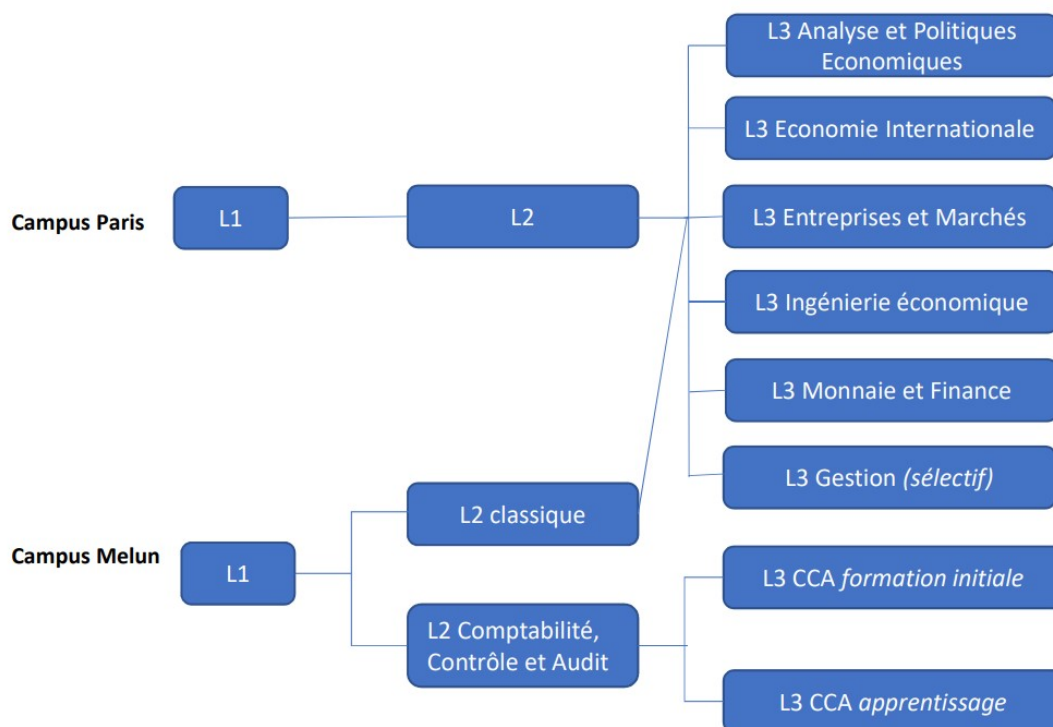 L3 Analyse et Politiques
Economiques
L3 Economie Internationale
Campus Paris
L1
L2
L3 Entreprises et Marchés
L3 Ingénierie économique
L3 Monnaie et Finance
L3 Gestion (sélectif)
L2 classique
Campus Melun
L1
L3 CCA formation initiale
L2 Comptabilité,
Contrôle et Audit
L3 CCA apprentissage